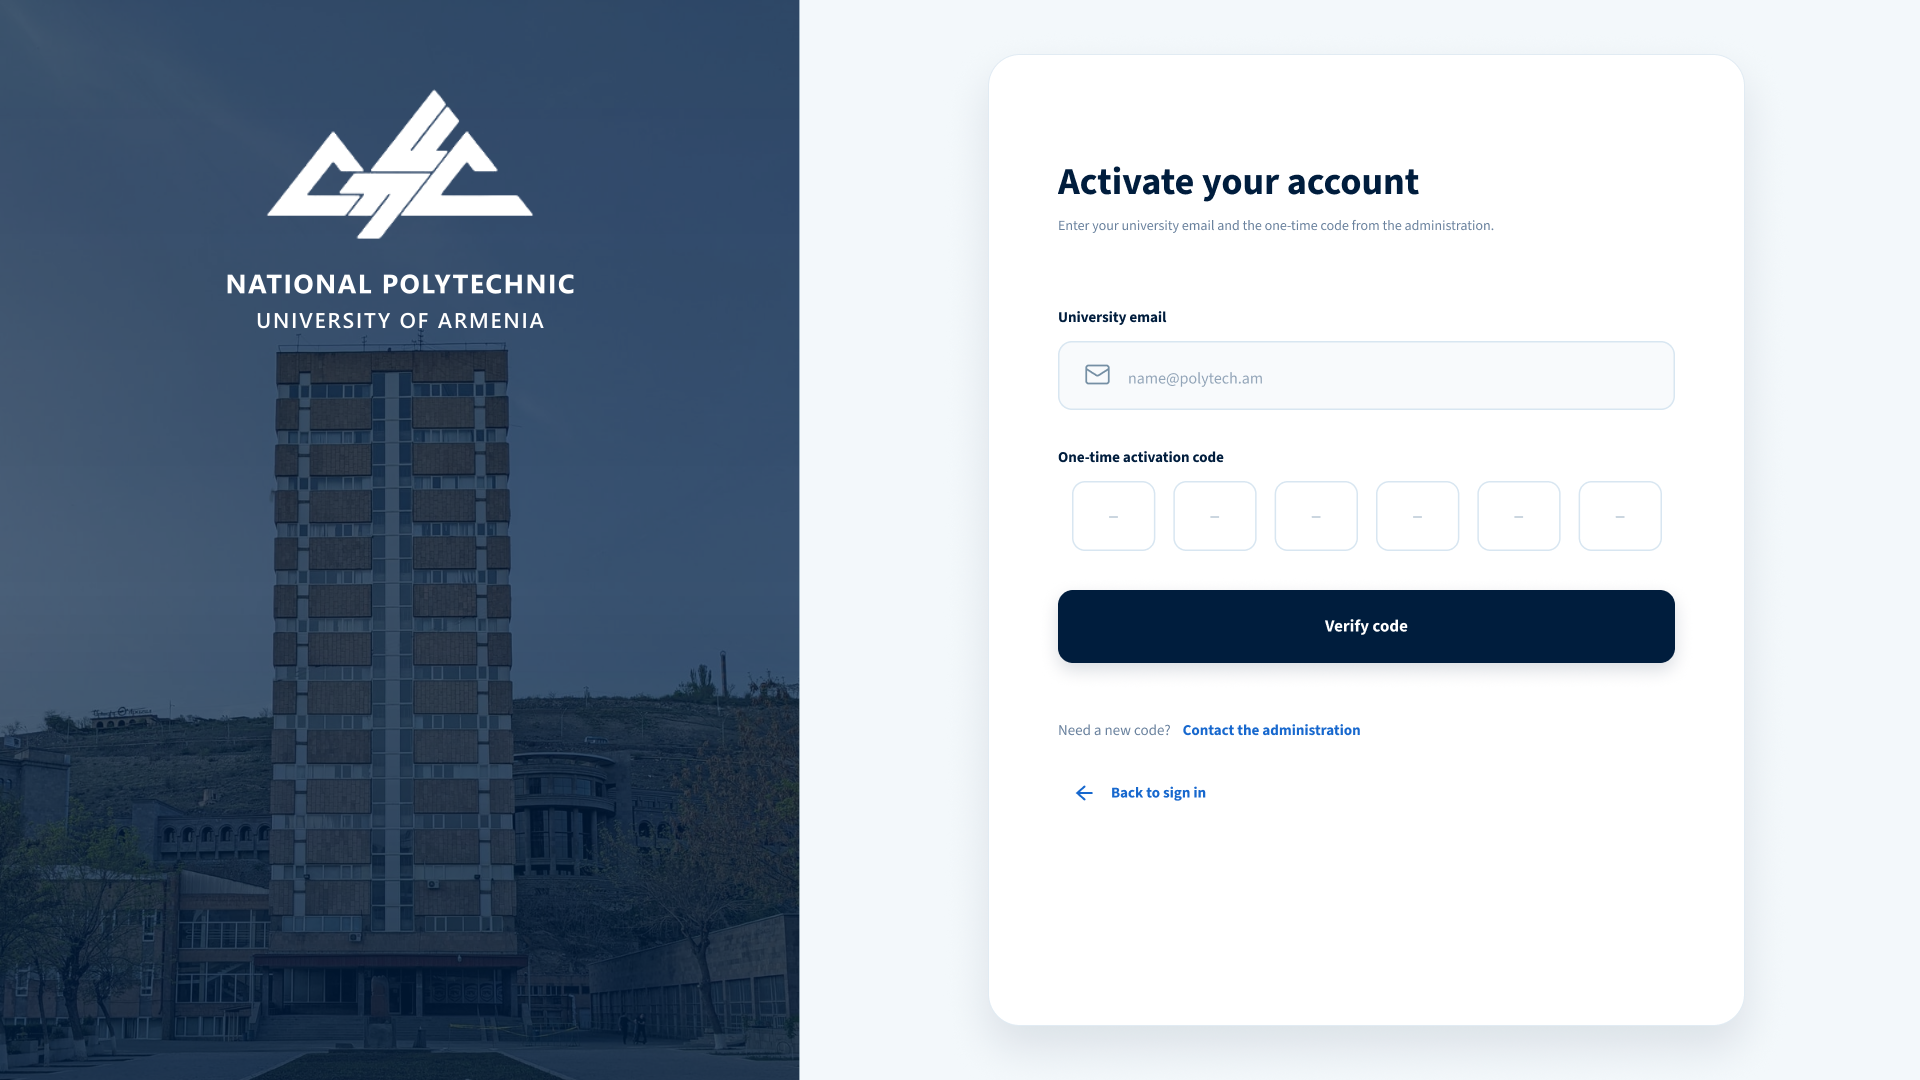 NATIONAL POLYTECHNIC
UNIVERSITY OF ARMENIA
Activate your account
Enter your university email and the one-time code from the administration.
University email
name@polytech.am
One-time activation code
– – – – – –
Verify code
Need a new code? Contact the administration
Back to sign in